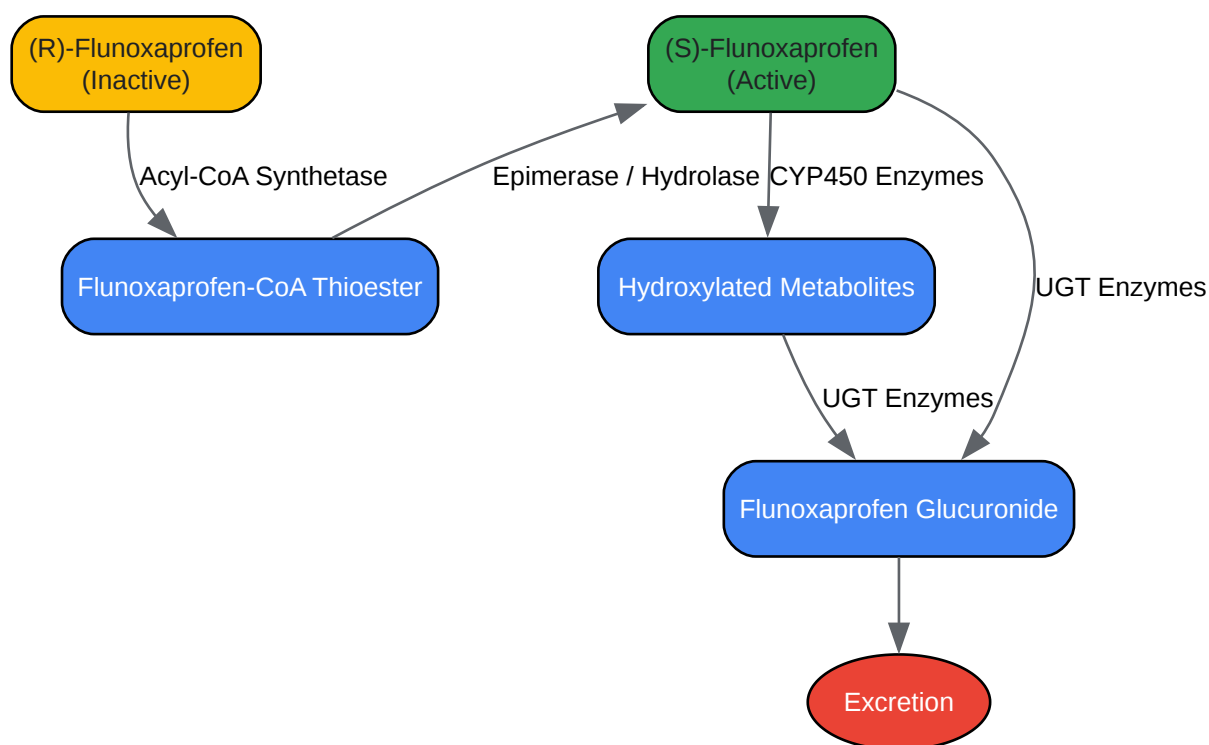 (R)-Flunoxaprofen
(Inactive)
(S)-Flunoxaprofen
(Active)
Acyl-CoA Synthetase
Epimerase / Hydrolase
CYP450 Enzymes
Flunoxaprofen-CoA Thioester
Hydroxylated Metabolites
UGT Enzymes
UGT Enzymes
Flunoxaprofen Glucuronide
Excretion